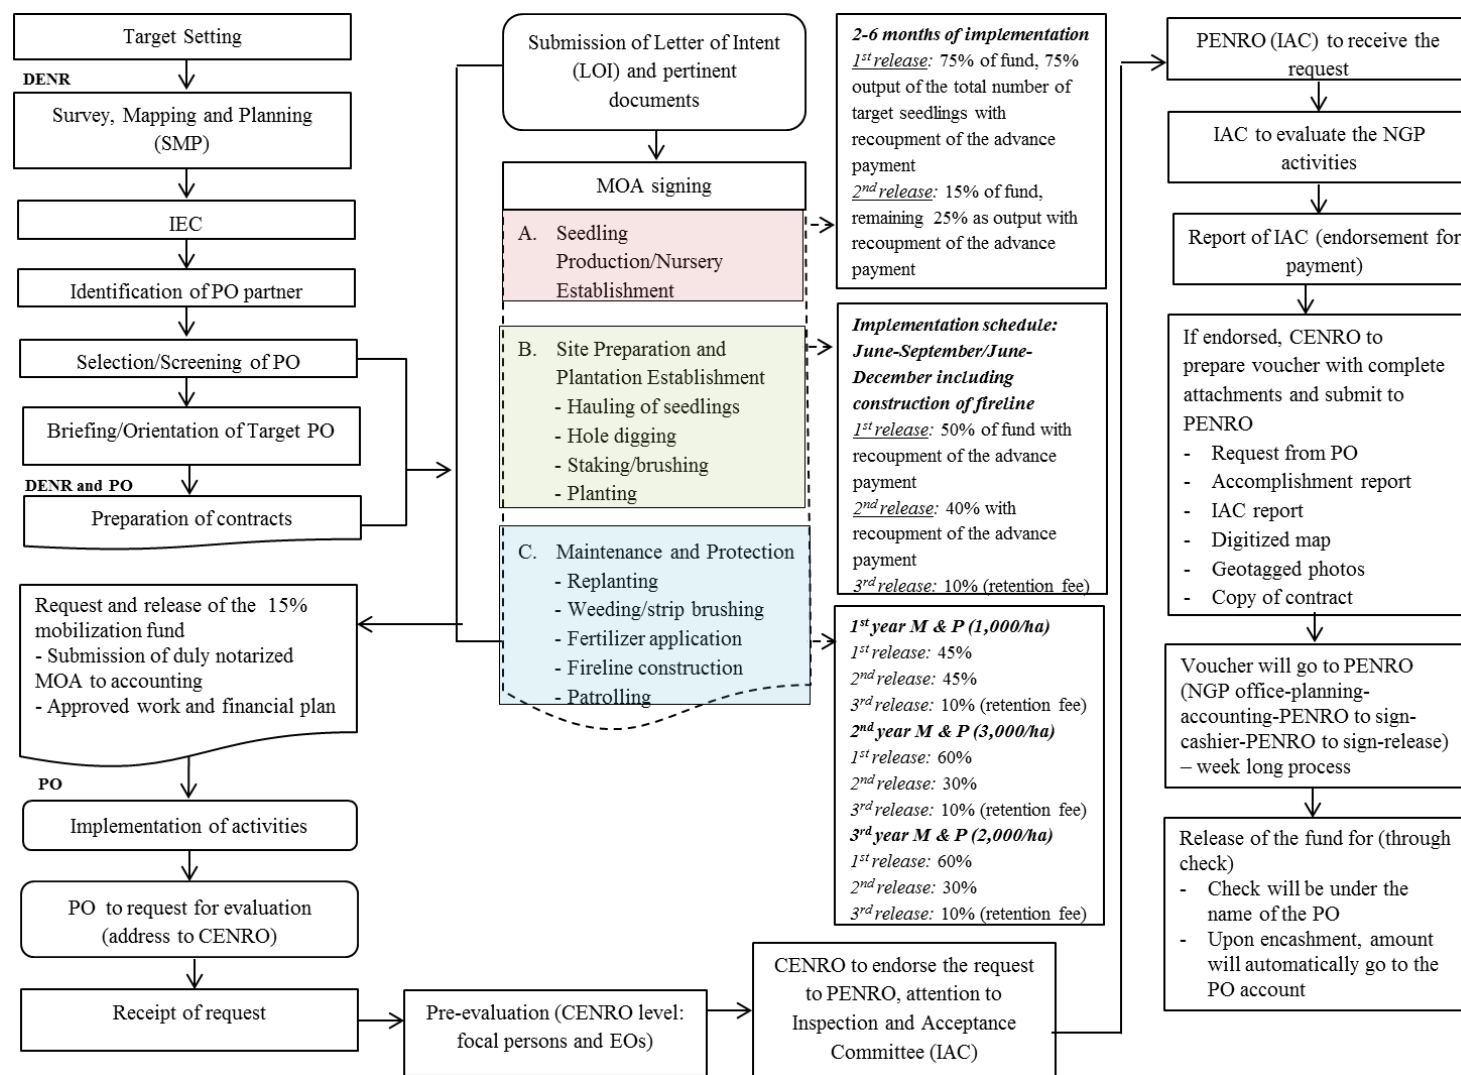 Target Setting
DENR
Survey, Mapping and Planning
(SMP)
IEC
Identification of PO partner
Selection/Screening of PO
Briefing/Orientation of Target PO
DENR and PO
Preparation of contracts
Request and release of the 15%
mobilization fund
- Submission of duly notarized
MOA to accounting
- Approved work and financial plan
PO
Implementation of activities
PO to request for evaluation
(address to CENRO)
Receipt of request
Pre-evaluation (CENRO level:
focal persons and EOs)
CENRO to endorse the request
to PENRO, attention to
Inspection and Acceptance
Committee (IAC)
Submission of Letter of Intent
(LOI) and pertinent
documents
MOA signing
A. Seedling
Production/Nursery
Establishment
B. Site Preparation and
Plantation Establishment
- Hauling of seedlings
- Hole digging
- Staking/brushing
- Planting
C. Maintenance and Protection
- Replanting
- Weeding/strip brushing
- Fertilizer application
- Fireline construction
- Patrolling
2-6 months of implementation
1st release: 75% of fund, 75%
output of the total number of
target seedlings with
recoupment of the advance
payment
2nd release: 15% of fund,
remaining 25% as output with
recoupment of the advance
payment
Implementation schedule:
June-September/June-
December including
construction of fireline
1st release: 50% of fund with
recoupment of the advance
payment
2nd release: 40% with
recoupment of the advance
payment
3rd release: 10% (retention fee)
1st year M & P (1,000/ha)
1st release: 45%
2nd release: 45%
3rd release: 10% (retention fee)
2nd year M & P (3,000/ha)
1st release: 60%
2nd release: 30%
3rd release: 10% (retention fee)
3rd year M & P (2,000/ha)
1st release: 60%
2nd release: 30%
3rd release: 10% (retention fee)
PENRO (IAC) to receive the
request
IAC to evaluate the NGP
activities
Report of IAC (endorsement for
payment)
If endorsed, CENRO to
prepare voucher with complete
attachments and submit to
PENRO
- Request from PO
- Accomplishment report
- IAC report
- Digitized map
- Geotagged photos
- Copy of contract
Voucher will go to PENRO
(NGP office-planning-
accounting-PENRO to sign-
cashier-PENRO to sign-release)
– week long process
Release of the fund for (through
check)
- Check will be under the
name of the PO
- Upon encashment, amount
will automatically go to the
PO account